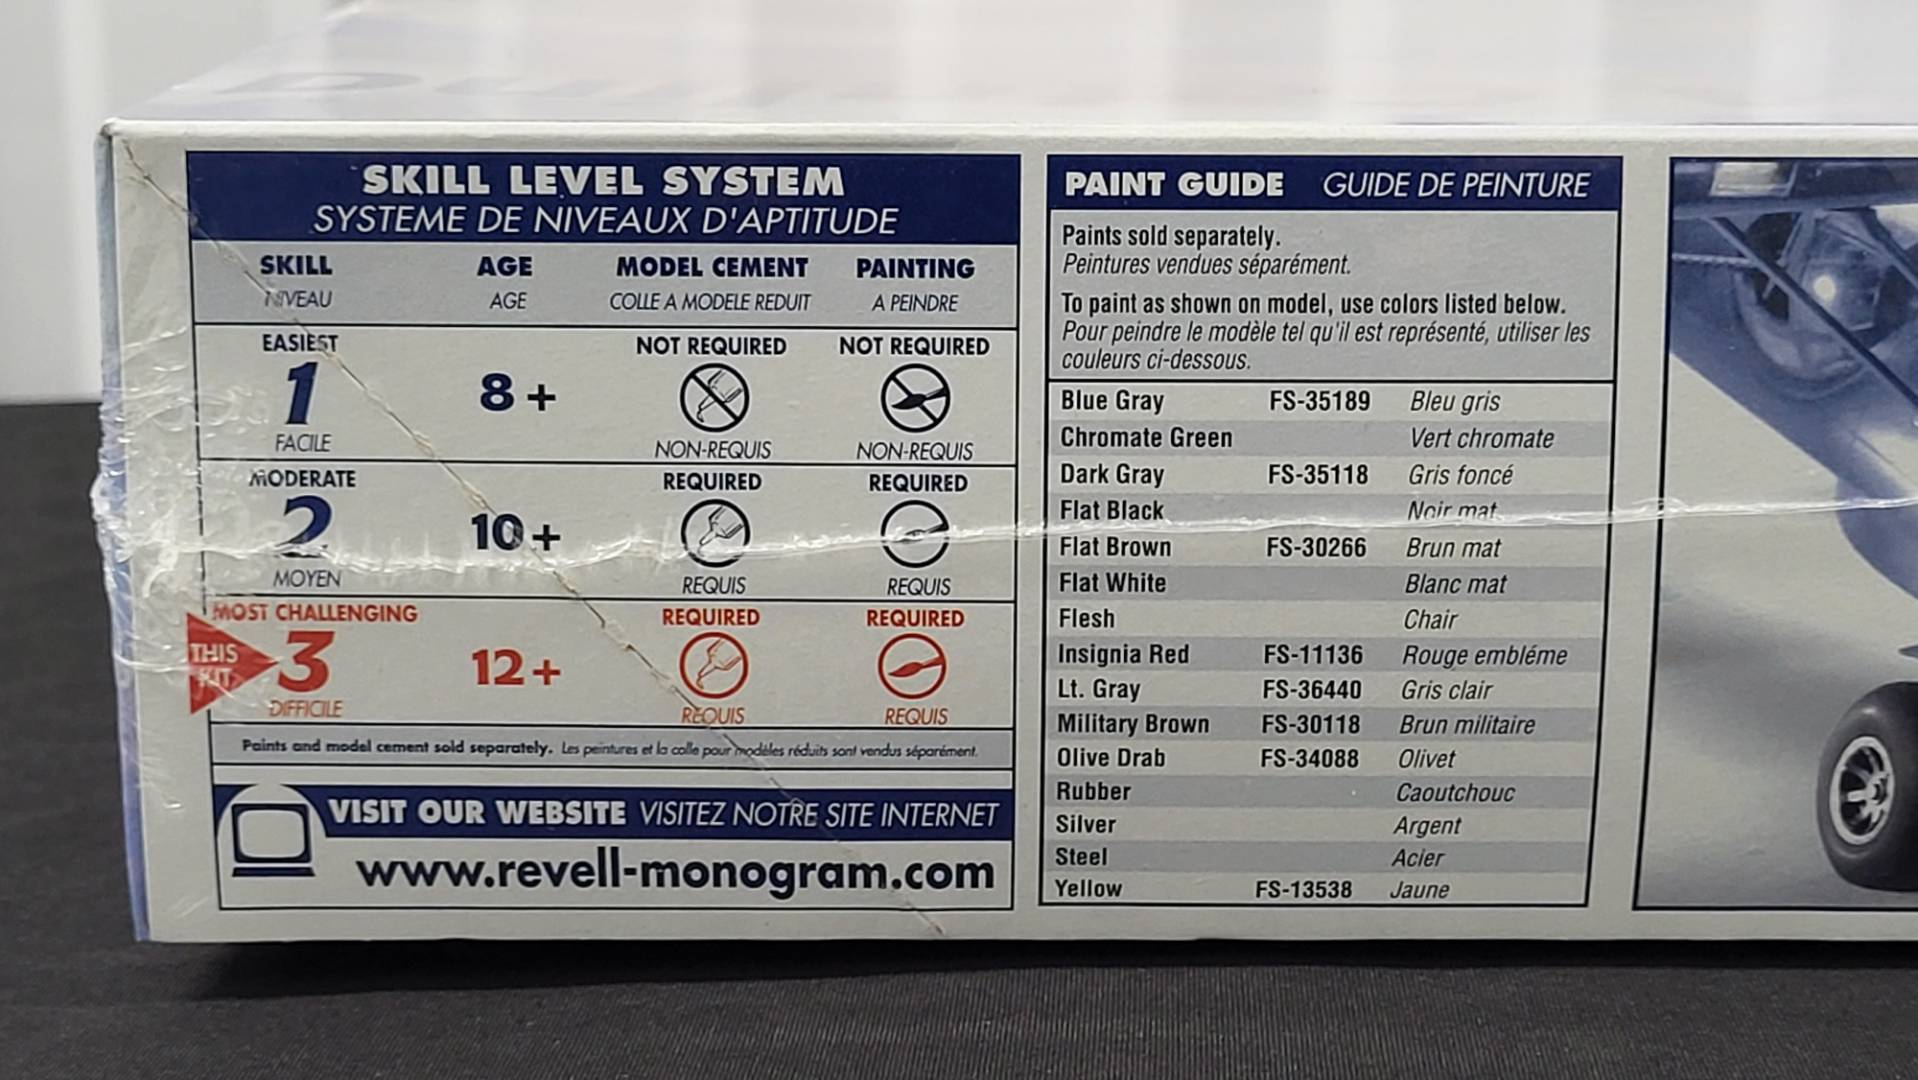 SKILL LEVEL SYSTEM
SYSTEME DE NIVEAUX D'APTITUDE
SKILL AGE MODEL CEMENT PAINTING
NIVEAU AGE COLLE A MODELE REDUIT A PEINDRE
EASIEST NOT REQUIRED NOT REQUIRED
1 8+
FACILE NON-REQUIS NON-REQUIS
MODERATE REQUIRED REQUIRED
2 10+
MOYEN REQUIS REQUIS
MOST CHALLENGING REQUIRED REQUIRED
THIS KIT 3 12+
DIFFICILE REQUIS REQUIS
Paints and model cement sold separately. Les peintures et la colle pour modèles réduits sont vendus séparément.
VISIT OUR WEBSITE VISITEZ NOTRE SITE INTERNET
www.revell-monogram.com
PAINT GUIDE GUIDE DE PEINTURE
Paints sold separately.
Peintures vendues séparément.
To paint as shown on model, use colors listed below.
Pour peindre le modèle tel qu'il est représenté, utiliser les
couleurs ci-dessous.
Blue Gray FS-35189 Bleu gris
Chromate Green Vert chromate
Dark Gray FS-35118 Gris foncé
Flat Black Noir mat
Flat Brown FS-30266 Brun mat
Flat White Blanc mat
Flesh Chair
Insignia Red FS-11136 Rouge embléme
Lt. Gray FS-36440 Gris clair
Military Brown FS-30118 Brun militaire
Olive Drab FS-34088 Olivet
Rubber Caoutchouc
Silver Argent
Steel Acier
Yellow FS-13538 Jaune